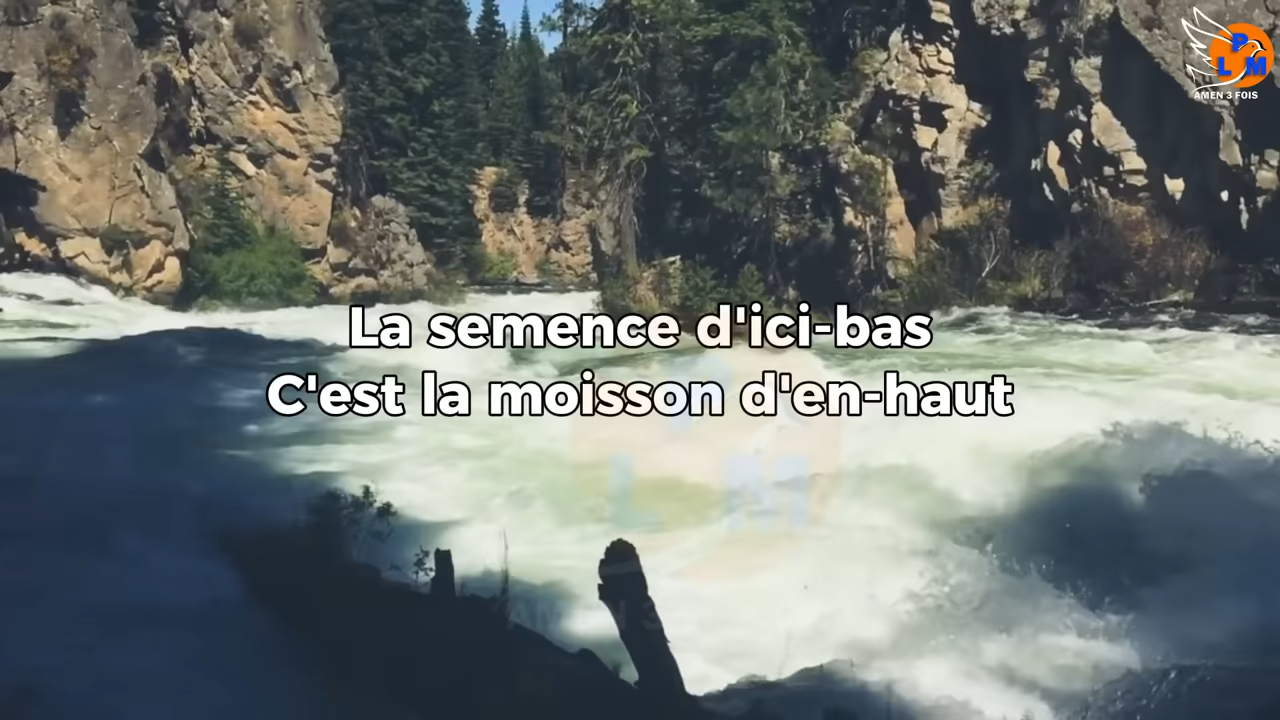 P
L M
AMEN 3 FOIS
La semence d'ici-bas
C'est la moisson d'en-haut
L M